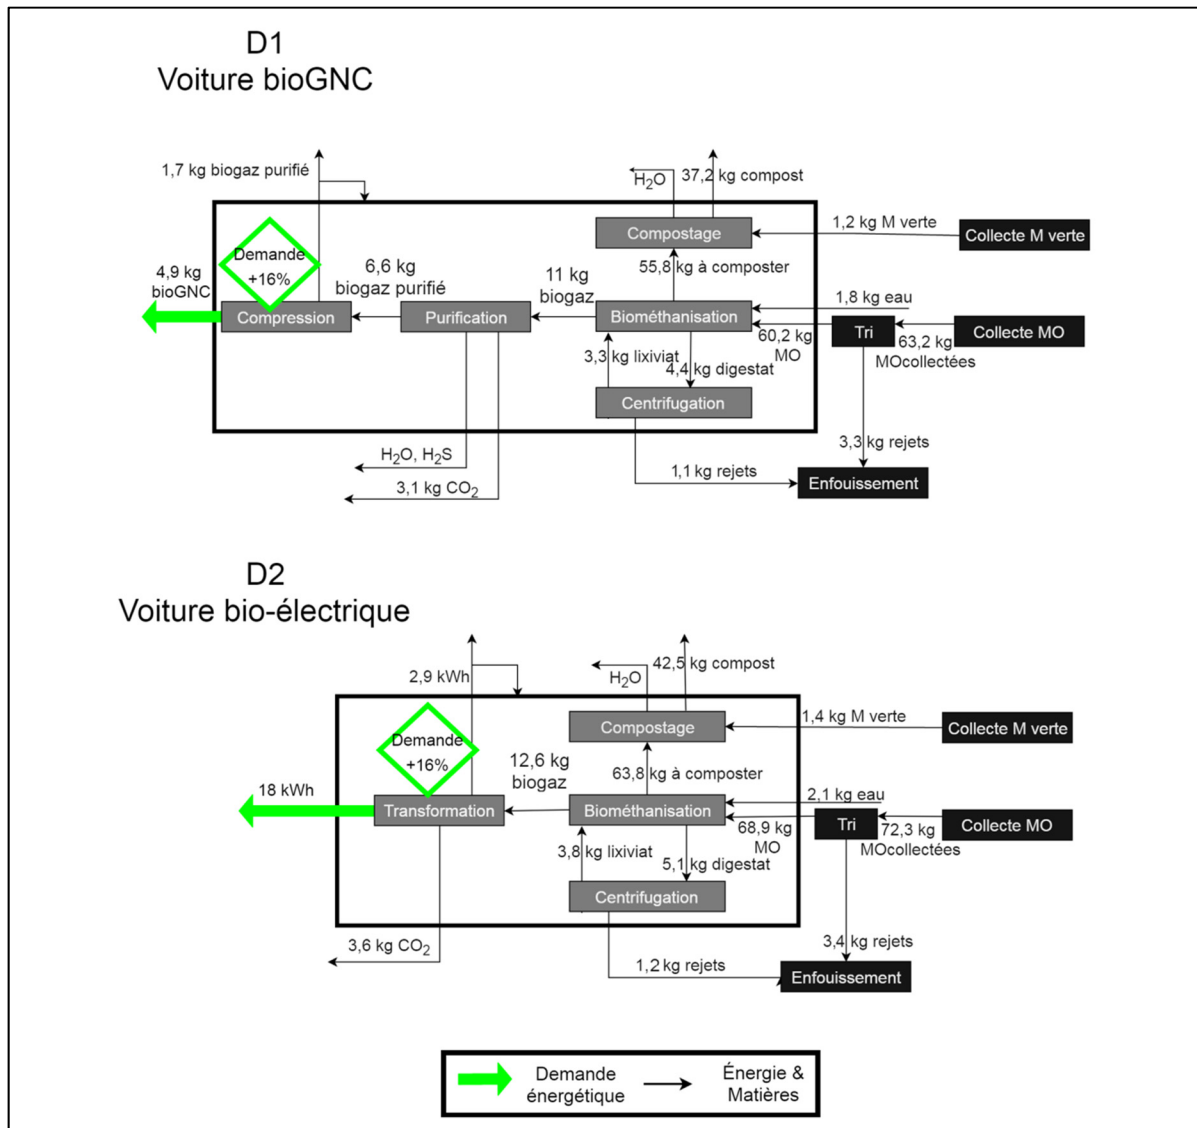 D1
Voiture bioGNC
1,7 kg biogaz purifié
H2O
37,2 kg compost
Compostage
1,2 kg M verte
Collecte M verte
Demande
+16%
4,9 kg
bioGNC
6,6 kg
biogaz purifié
11 kg
biogaz
55,8 kg à composter
1,8 kg eau
Compression
Purification
Biométhanisation
60,2 kg
MO
Tri
63,2 kg
MOcollectées
Collecte MO
3,3 kg lixiviat
4,4 kg digestat
Centrifugation
H2O, H2S
3,1 kg CO2
1,1 kg rejets
3,3 kg rejets
Enfouissement
D2
Voiture bio-électrique
2,9 kWh
H2O
42,5 kg compost
Compostage
1,4 kg M verte
Collecte M verte
Demande
+16%
18 kWh
12,6 kg
biogaz
63,8 kg à composter
2,1 kg eau
Transformation
Biométhanisation
68,9 kg
MO
Tri
72,3 kg
MOcollectées
Collecte MO
3,8 kg lixiviat
5,1 kg digestat
Centrifugation
3,6 kg CO2
1,2 kg rejets
3,4 kg rejets
Enfouissement
Demande
énergétique
Énergie &
Matières